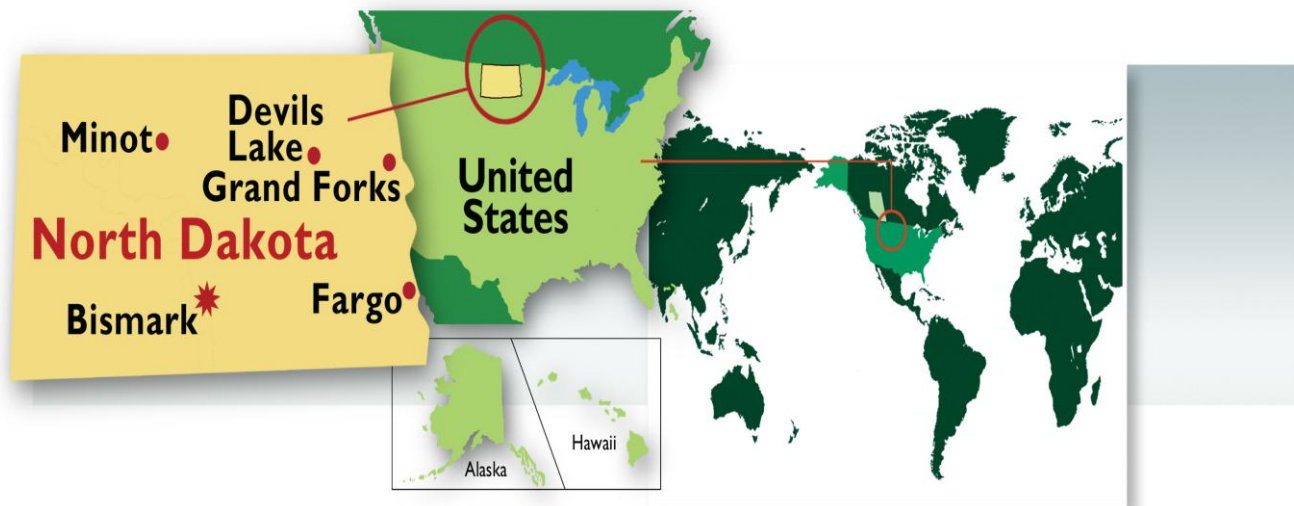 Devils
Minot
Lake
Grand Forks
North Dakota
Bismark
Fargo
United
States
Alaska
Hawaii